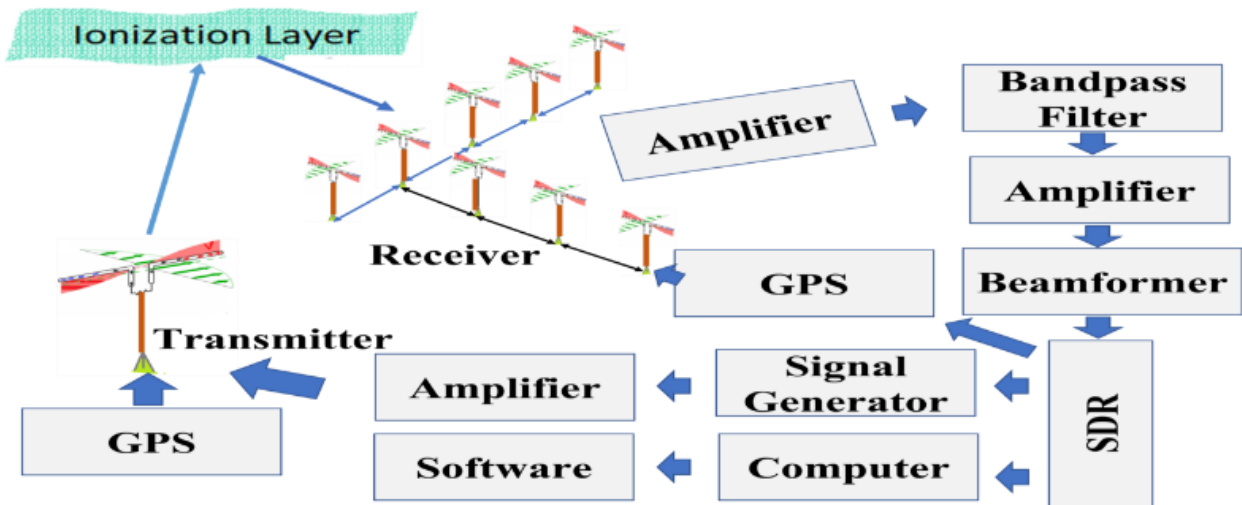 Ionization Layer
Amplifier
Bandpass
Filter
Amplifier
Receiver
GPS
Beamformer
Transmitter
Amplifier
Signal
Generator
SDR
GPS
Software
Computer